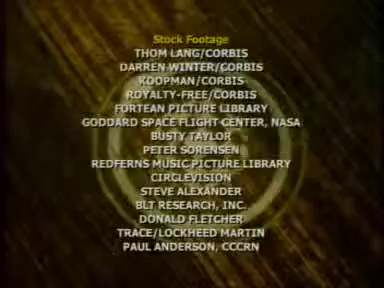 Stock Footage
THOM LANG/CORBIS
DARREN WINTER/CORBIS
KOOPMAN/CORBIS
ROYALTY-FREE/CORBIS
FORTEAN PICTURE LIBRARY
GODDARD SPACE FLIGHT CENTER, NASA
BUSTY TAYLOR
PETER SORENSEN
REDFERNS MUSIC PICTURE LIBRARY
CIRCLEVISION
STEVE ALEXANDER
BLT RESEARCH, INC.
DONALD FLETCHER
TRACE/LOCKHEED MARTIN
PAUL ANDERSON, CCCRN